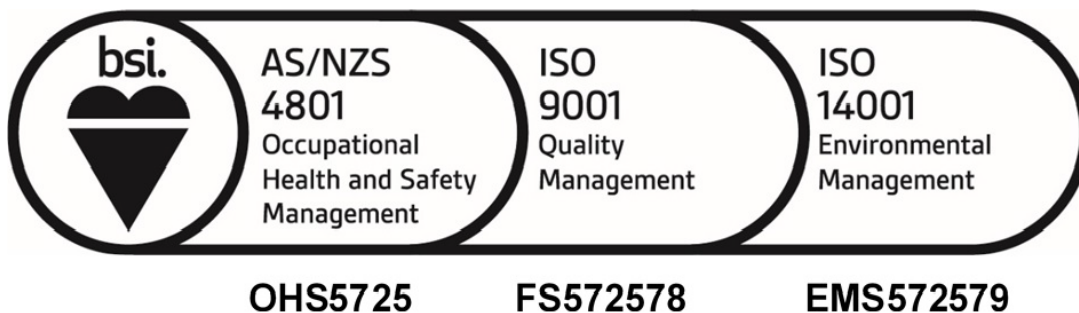 bsi.
AS/NZS
4801
Occupational
Health and Safety
Management
ISO
9001
Quality
Management
ISO
14001
Environmental
Management
OHS5725
FS572578
EMS572579